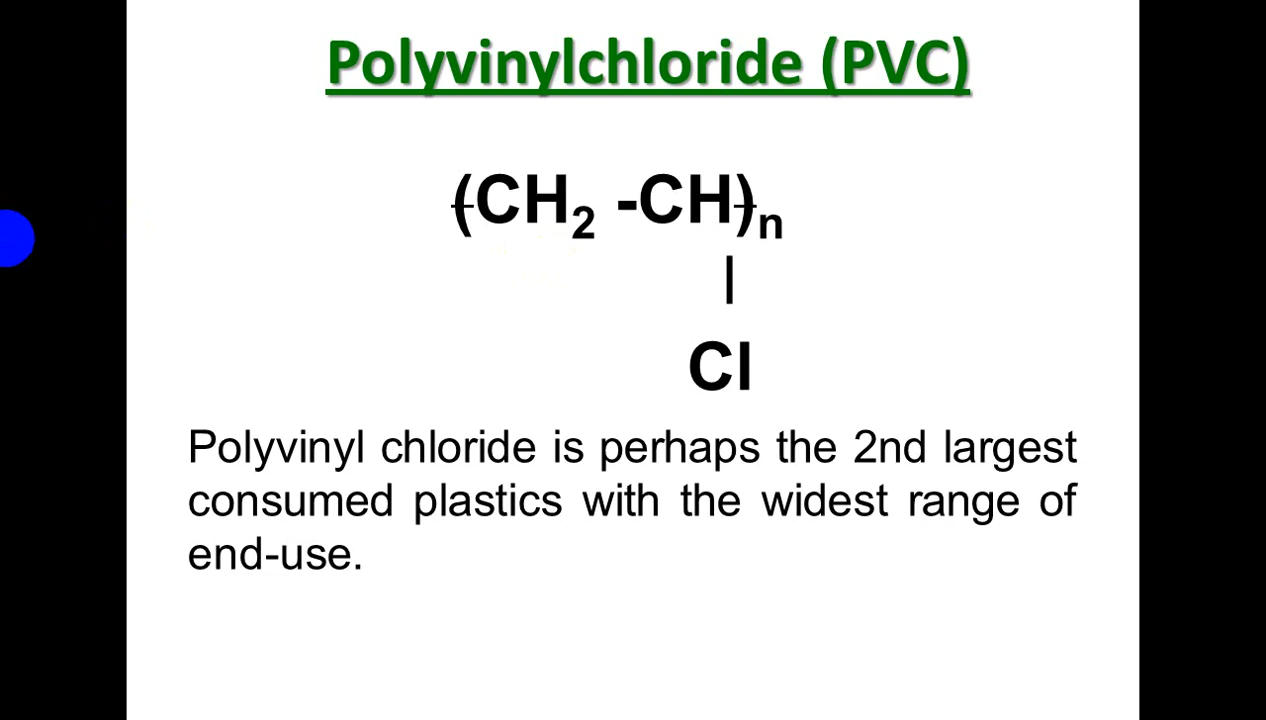 Polyvinylchloride (PVC)
(CH₂ -CH)ₙ
|
Cl
Polyvinyl chloride is perhaps the 2nd largest
consumed plastics with the widest range of
end-use.